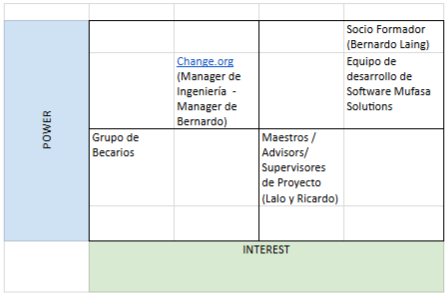 Socio Formador
(Bernardo Laing)
Change.org
(Manager de
Ingeniería -
Manager de
Bernardo)
Equipo de
desarrollo de
Software Mufasa
Solutions
POWER
Grupo de
Becarios
Maestros /
Advisors/
Supervisores
de Proyecto
(Lalo y Ricardo)
INTEREST